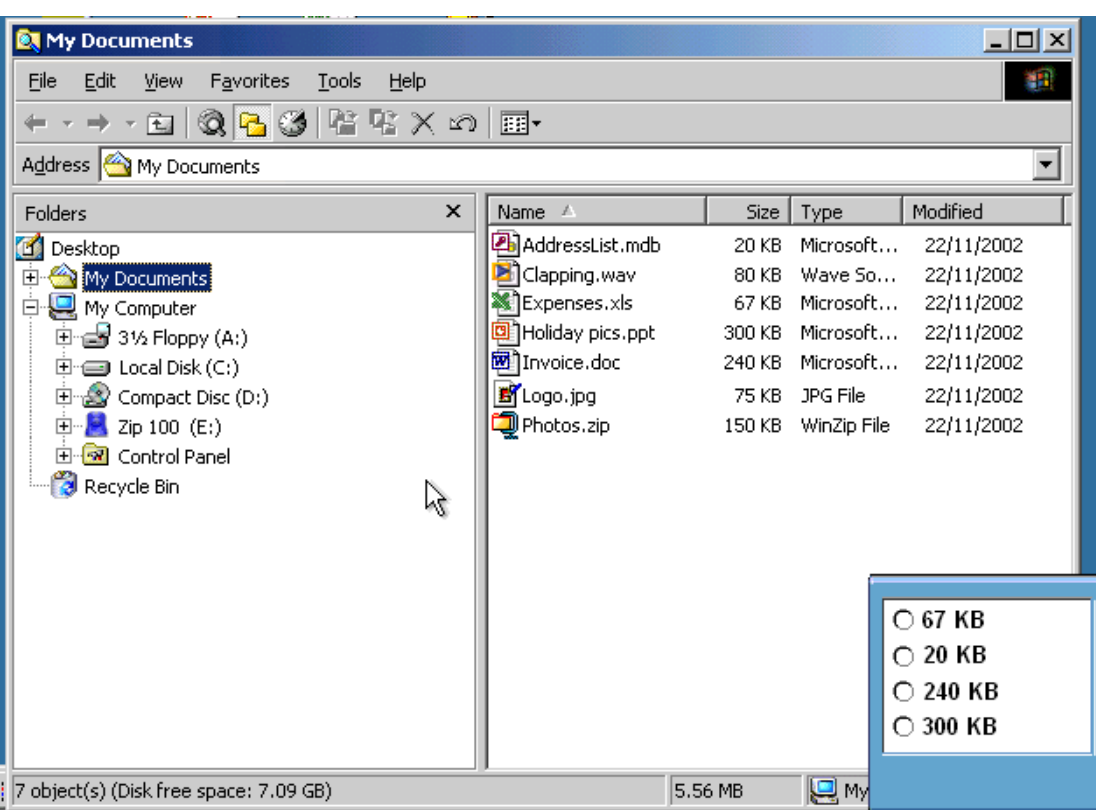 My Documents
File Edit View Favorites Tools Help
Address My Documents
Folders
Desktop
My Documents
My Computer
3½ Floppy (A:)
Local Disk (C:)
Compact Disc (D:)
Zip 100 (E:)
Control Panel
Recycle Bin
Name Size Type Modified
AddressList.mdb 20 KB Microsoft... 22/11/2002
Clapping.wav 80 KB Wave So... 22/11/2002
Expenses.xls 67 KB Microsoft... 22/11/2002
Holiday pics.ppt 300 KB Microsoft... 22/11/2002
Invoice.doc 240 KB Microsoft... 22/11/2002
Logo.jpg 75 KB JPG File 22/11/2002
Photos.zip 150 KB WinZip File 22/11/2002
67 KB
20 KB
240 KB
300 KB
7 object(s) (Disk free space: 7.09 GB) 5.56 MB My